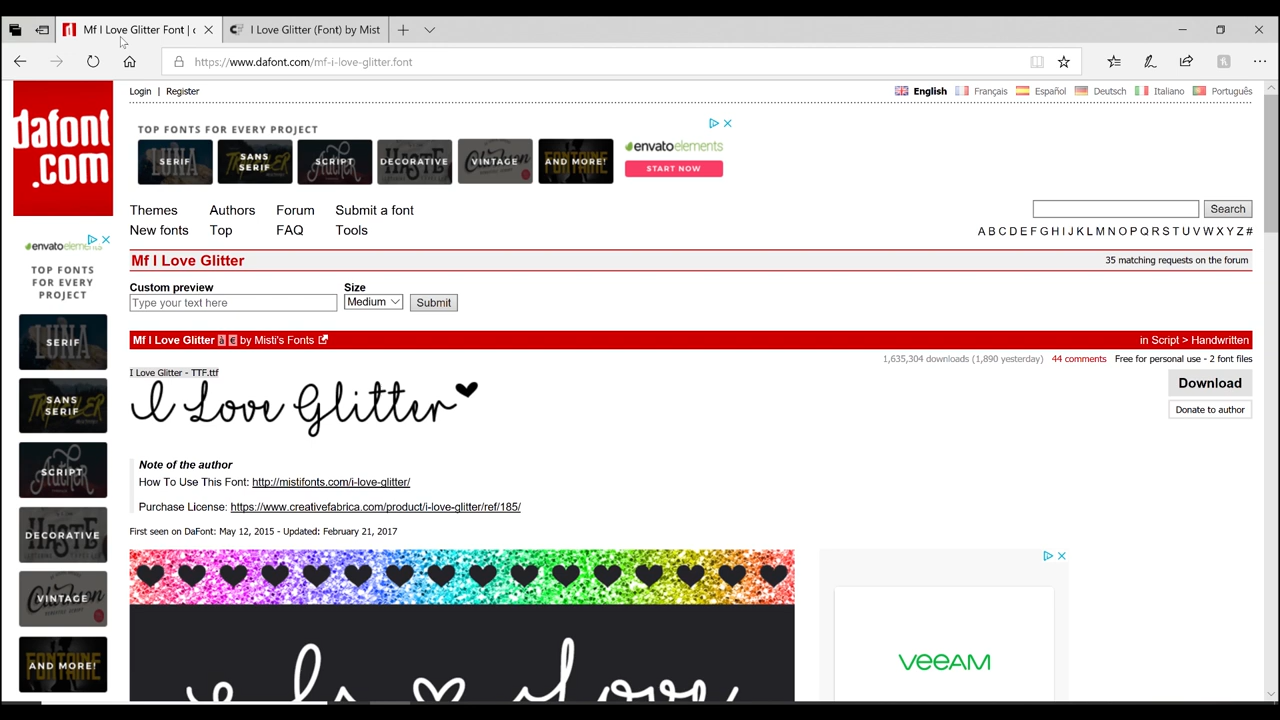 Mf I Love Glitter Font | c
I Love Glitter (Font) by Mist
https://www.dafont.com/mf-i-love-glitter.font
dafont
.com
Login | Register
English Français Español Deutsch Italiano Português
TOP FONTS FOR EVERY PROJECT
SERIF
SANS SERIF
SCRIPT
DECORATIVE
VINTAGE
AND MORE!
envatoelements
START NOW
Themes Authors Forum Submit a font
New fonts Top FAQ Tools
Search
A B C D E F G H I J K L M N O P Q R S T U V W X Y Z #
envatoelements
TOP FONTS
FOR EVERY
PROJECT
SERIF
SANS
SERIF
SCRIPT
DECORATIVE
VINTAGE
AND MORE!
Mf I Love Glitter
35 matching requests on the forum
Custom preview
Size
Type your text here
Medium
Submit
Mf I Love Glitter à € by Misti's Fonts
in Script > Handwritten
1,635,304 downloads (1,890 yesterday) 44 comments Free for personal use - 2 font files
I Love Glitter - TTF.ttf
I Love Glitter
Download
Donate to author
Note of the author
How To Use This Font: http://mistifonts.com/i-love-glitter/
Purchase License: https://www.creativefabrica.com/product/i-love-glitter/ref/185/
First seen on DaFont: May 12, 2015 - Updated: February 21, 2017
veeam